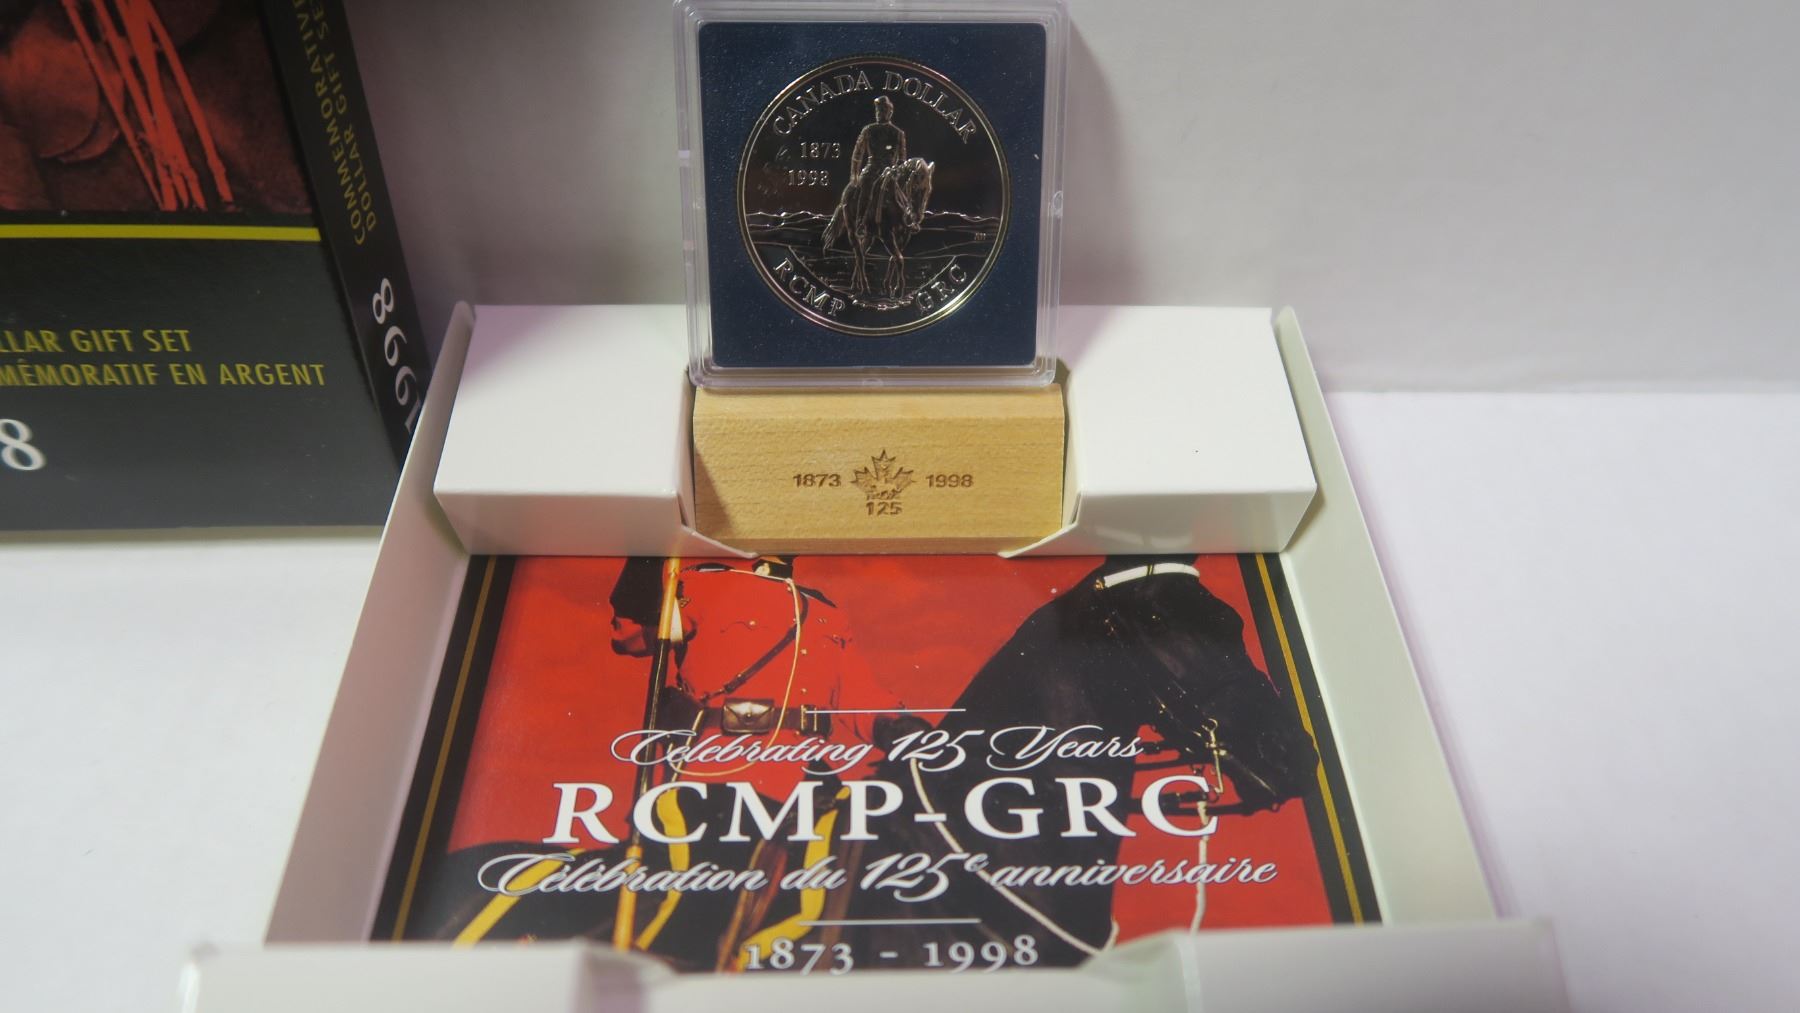 COMMEMORATIVE
DOLLAR GIFT SE
1998
LLAR GIFT SET
MÉMORATIF EN ARGENT
8
CANADA DOLLAR
1873
1998
RCMP GRC
1873 1998
125
Celebrating 125 Years
RCMP-GRC
Célébration du 125e anniversaire
1873 - 1998